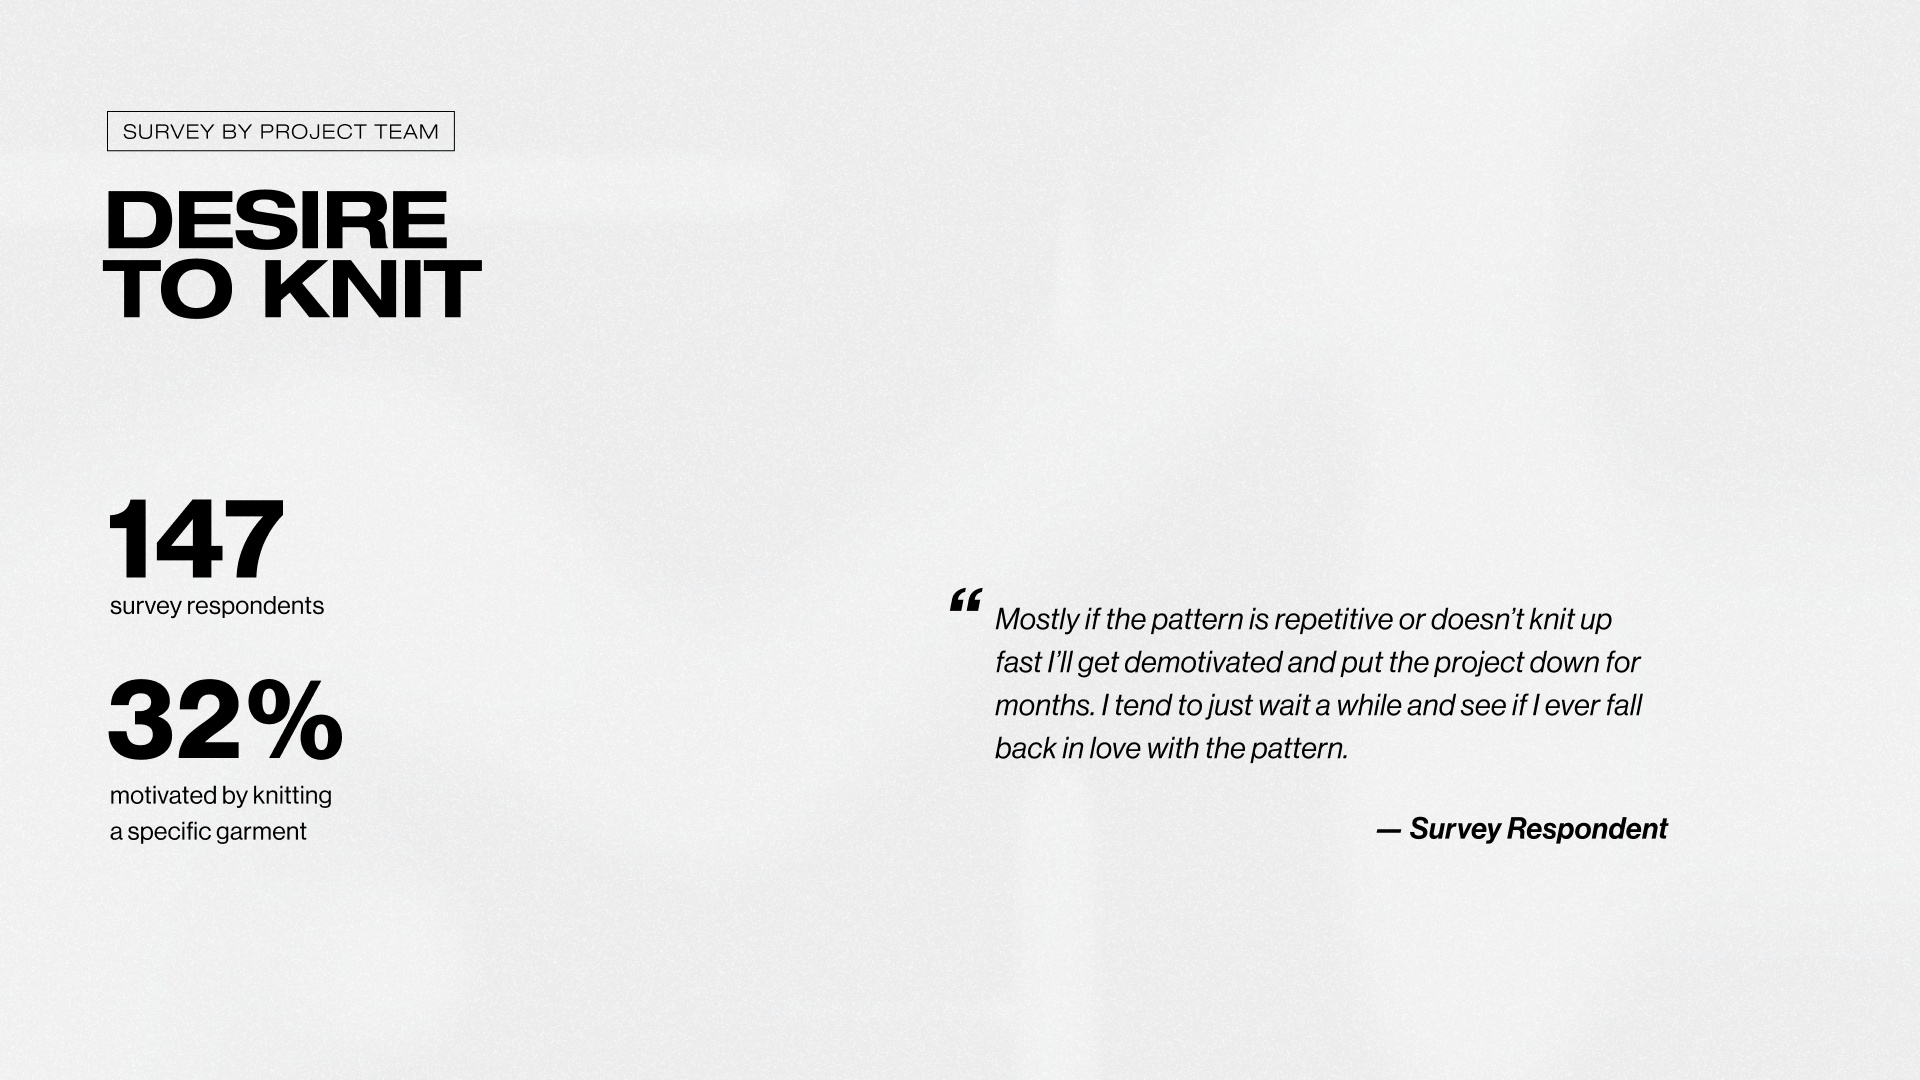 SURVEY BY PROJECT TEAM
DESIRE
TO KNIT
147
survey respondents
32%
motivated by knitting
a specific garment
“ Mostly if the pattern is repetitive or doesn’t knit up
fast I’ll get demotivated and put the project down for
months. I tend to just wait a while and see if I ever fall
back in love with the pattern.
— Survey Respondent